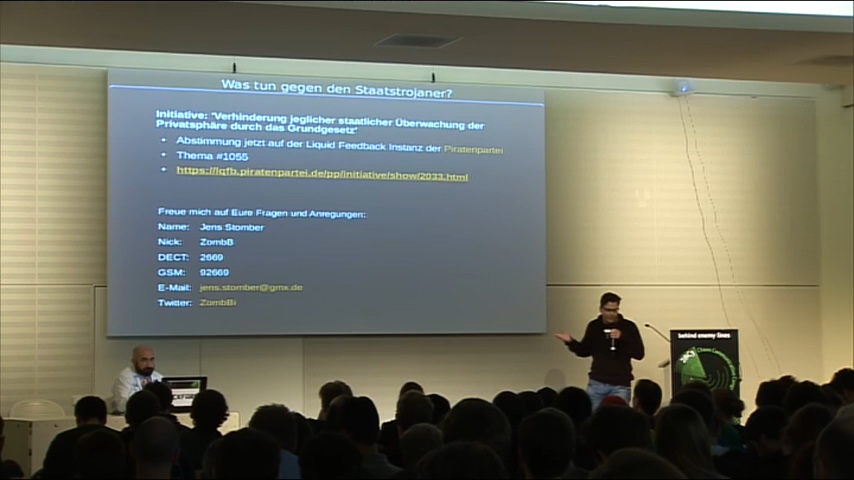 Was tun gegen den Staatstrojaner?
Initiative: "Verhinderung jeglicher staatlicher Überwachung der
Privatsphäre durch das Grundgesetz"
• Abstimmung jetzt auf der Liquid Feedback Instanz der Piratenpartei
• Thema #1055
• https://lqfb.piratenpartei.de/pp/initiative/show/2033.html
Freue mich auf Eure Fragen und Anregungen:
Name: Jens Stomber
Nick: ZombB
DECT: 2669
GSM: 92669
E-Mail: jens.stomber@gmx.de
Twitter: ZombBi
behind enemy lines